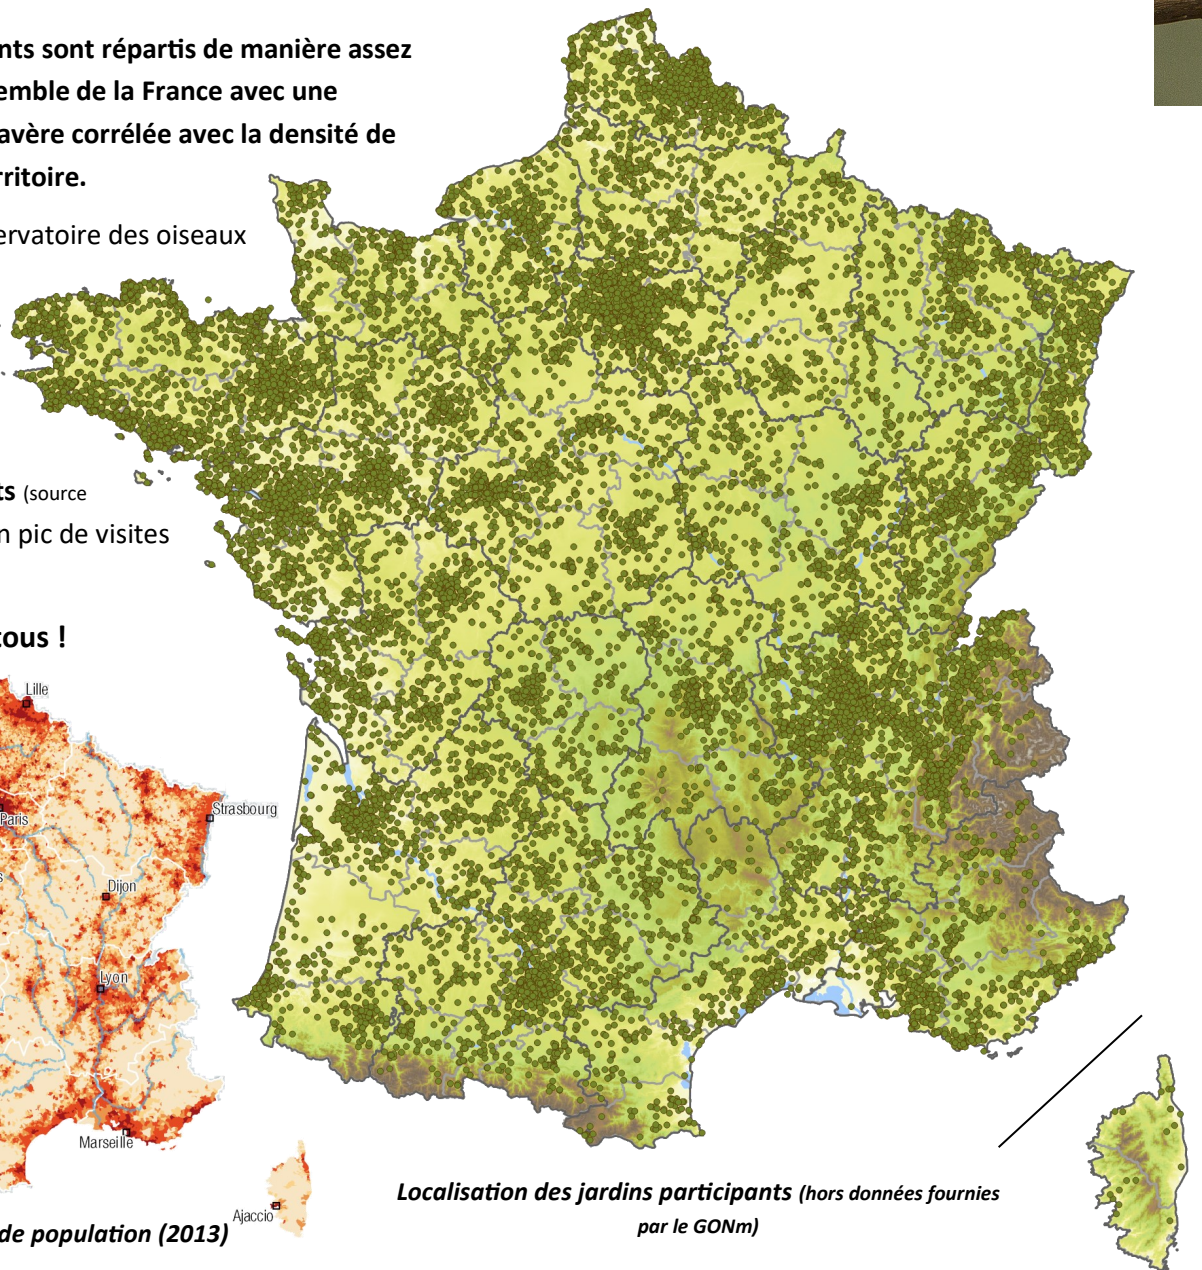 nts sont répartis de manière assez
emble de la France avec une
avère corrélée avec la densité de
rritoire.
ervatoire des oiseaux
ts (source
n pic de visites
tous !
Lille
Paris
Strasbourg
s
Dijon
Lyon
Marseille
Ajaccio
de population (2013)
Localisation des jardins participants (hors données fournies
par le GONm)